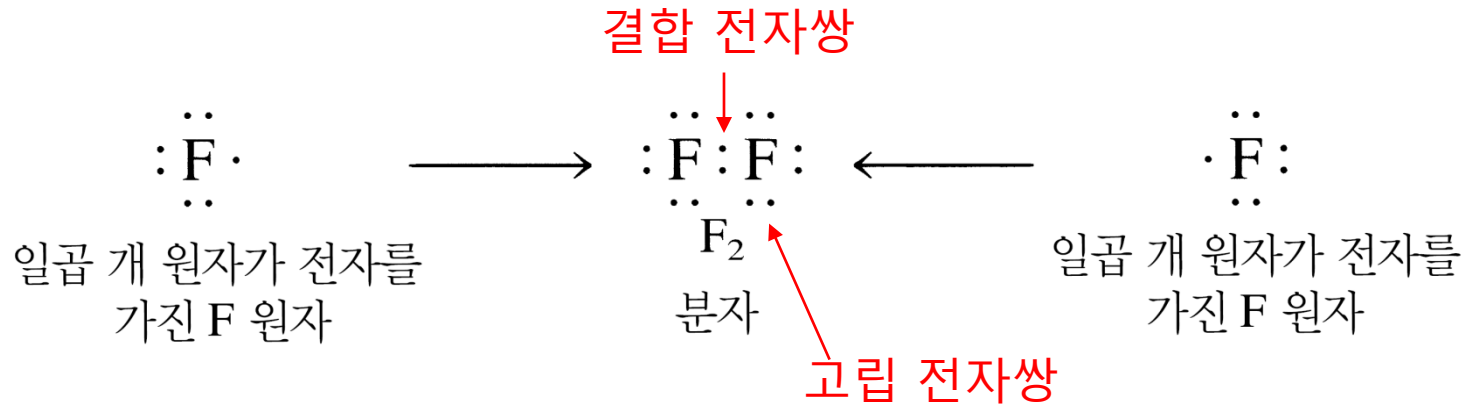 결합 전자쌍
:F· :F:F: ·F:
F₂
일곱 개 원자가 전자를
가진 F 원자
분자
일곱 개 원자가 전자를
가진 F 원자
고립 전자쌍